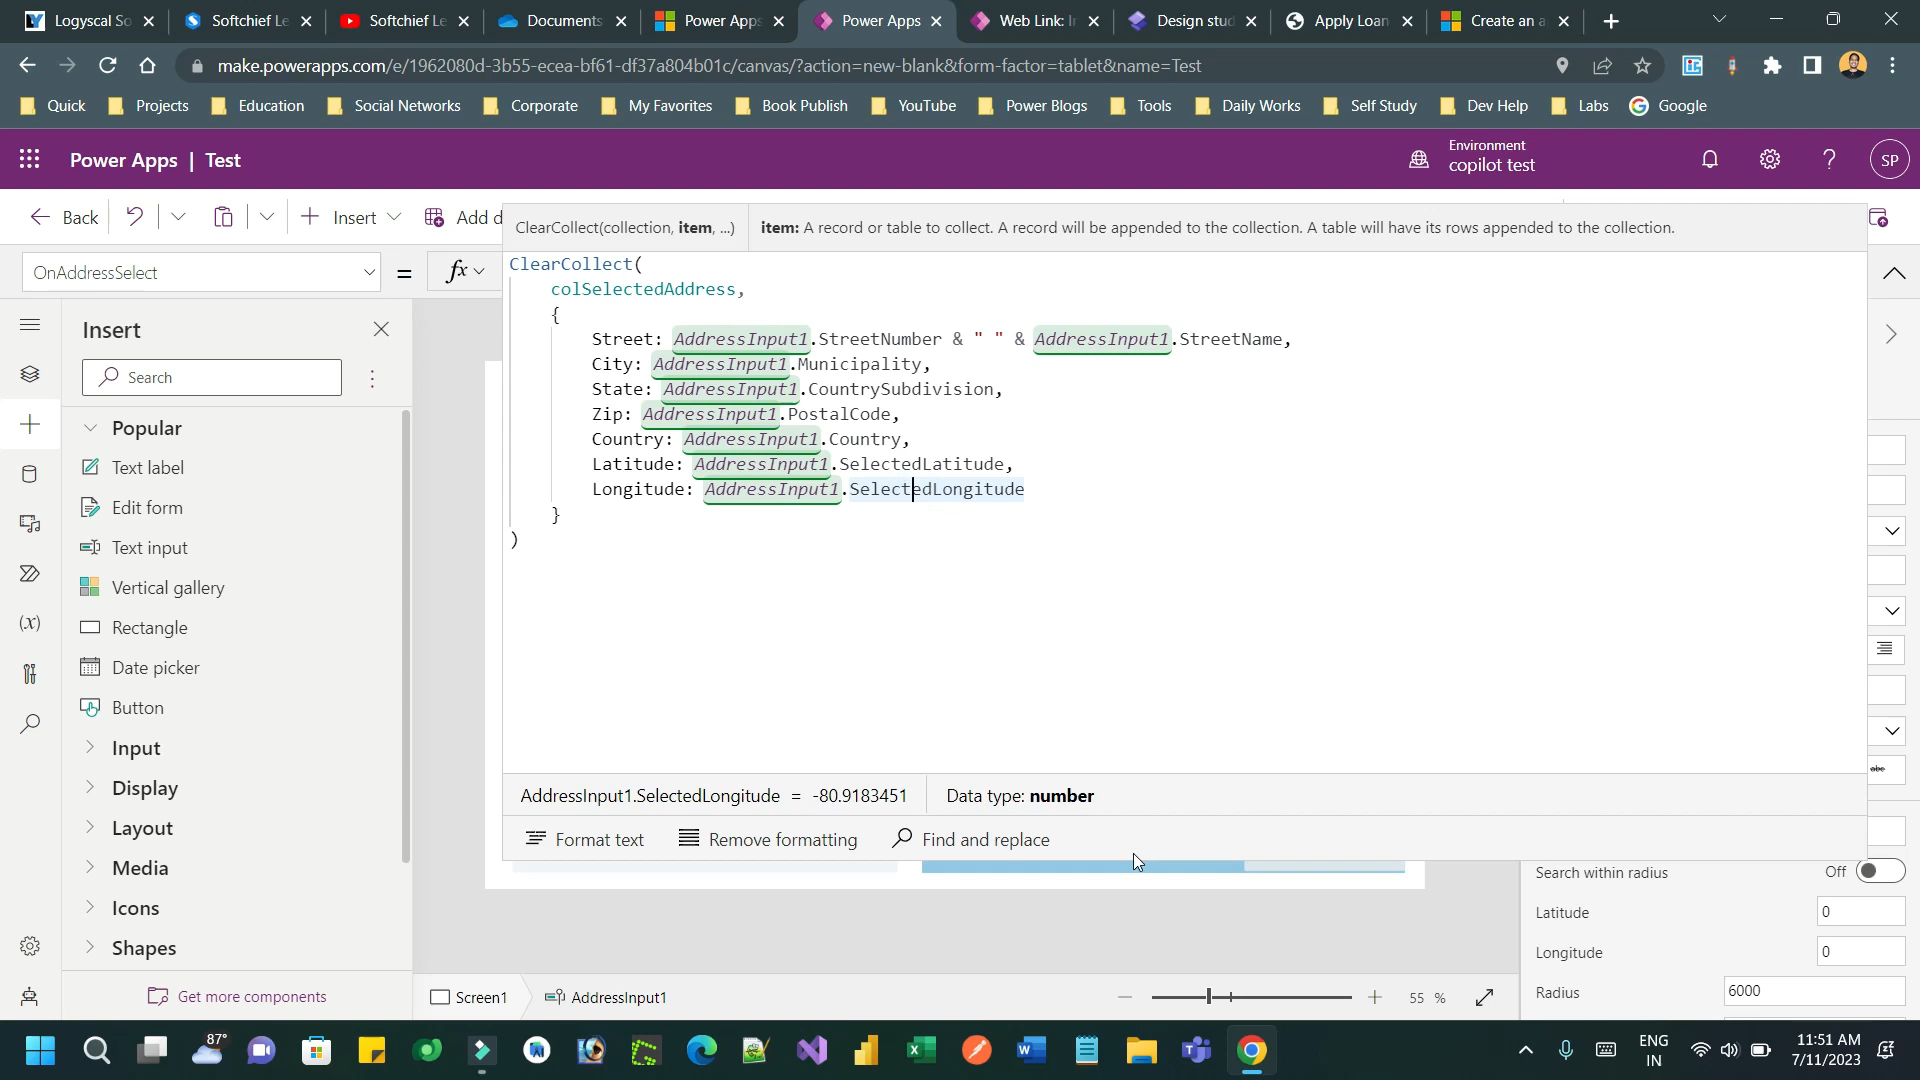 Logyscal So
Softchief Le
Softchief Le
Documents
Power Apps
Power Apps
Web Link: I
Design stud
Apply Loan
Create an a
make.powerapps.com/e/1962080d-3b55-ecea-bf61-df37a804b01c/canvas/?action=new-blank&form-factor=tablet&name=Test
Quick
Projects
Education
Social Networks
Corporate
My Favorites
Book Publish
YouTube
Power Blogs
Tools
Daily Works
Self Study
Dev Help
Labs
Google
Power Apps | Test
Environment
copilot test
SP
Back
Insert
Add d
ClearCollect(collection, item, ...)
item: A record or table to collect. A record will be appended to the collection. A table will have its rows appended to the collection.
OnAddressSelect
=
fx
ClearCollect(
colSelectedAddress,
{
Street: AddressInput1.StreetNumber & " " & AddressInput1.StreetName,
City: AddressInput1.Municipality,
State: AddressInput1.CountrySubdivision,
Zip: AddressInput1.PostalCode,
Country: AddressInput1.Country,
Latitude: AddressInput1.SelectedLatitude,
Longitude: AddressInput1.SelectedLongitude
}
)
Insert
Search
Popular
Text label
Edit form
Text input
Vertical gallery
Rectangle
Date picker
Button
Input
Display
Layout
Media
Icons
Shapes
Get more components
AddressInput1.SelectedLongitude = -80.9183451
Data type: number
Format text
Remove formatting
Find and replace
abc
Search within radius
Off
Latitude
0
Longitude
0
Radius
6000
Screen1
AddressInput1
55 %
87°
ENG
IN
11:51 AM
7/11/2023